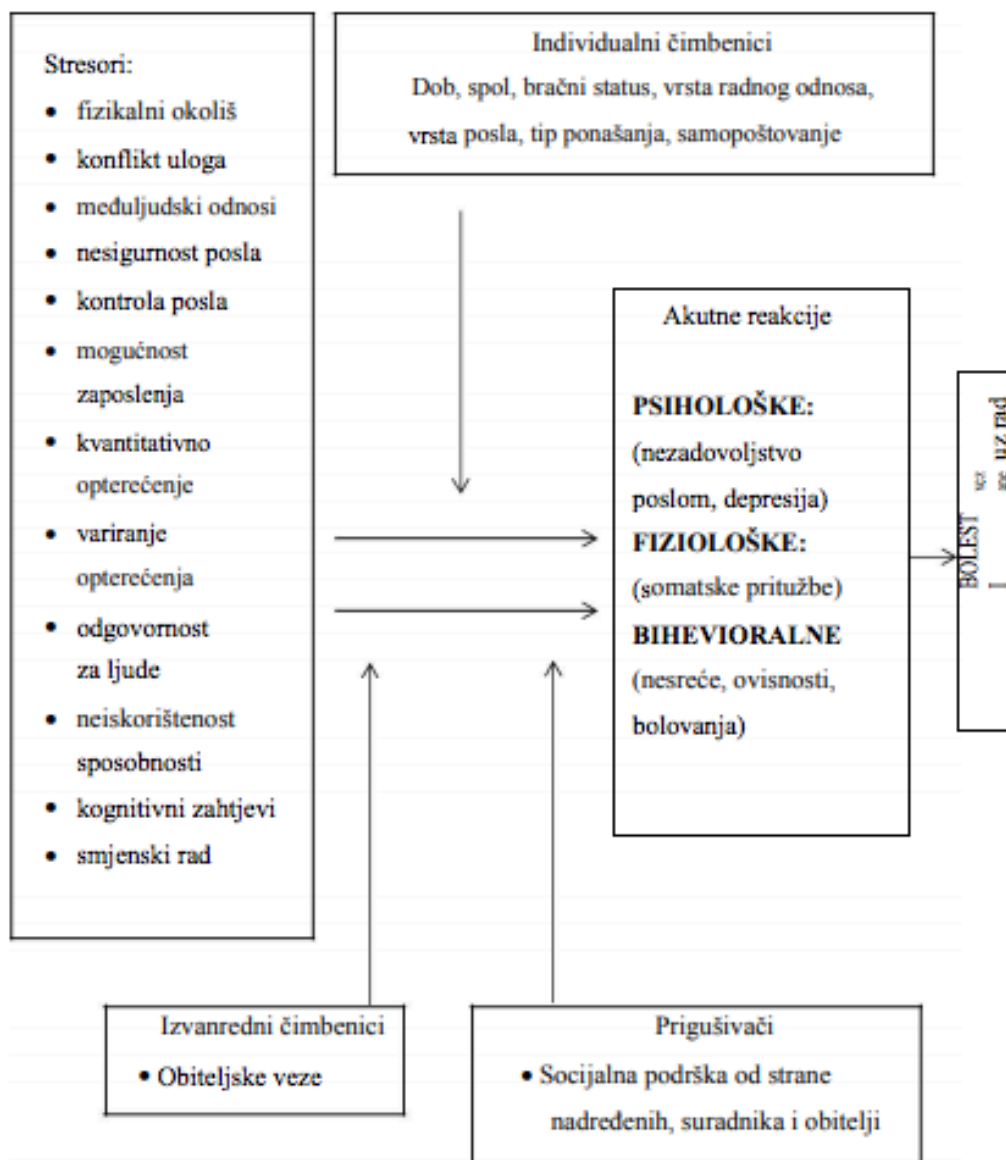 Stresori:
• fizikalni okoliš
• konflikt uloga
• međuljudski odnosi
• nesigurnost posla
• kontrola posla
• mogućnost
zaposlenja
• kvantitativno
opterećenje
• variranje
opterećenja
• odgovornost
za ljude
• neiskorištenost
sposobnosti
• kognitivni zahtjevi
• smjenski rad
Individualni čimbenici
Dob, spol, bračni status, vrsta radnog odnosa,
vrsta posla, tip ponašanja, samopoštovanje
Akutne reakcije
PSIHOLOŠKE:
(nezadovoljstvo
poslom, depresija)
FIZIOLOŠKE:
(somatske pritužbe)
BIHEVIORALNE
(nesreće, ovisnosti,
bolovanja)
BOLEST
uz rad
Izvanredni čimbenici
• Obiteljske veze
Prigušivači
• Socijalna podrška od strane
nadređenih, suradnika i obitelji